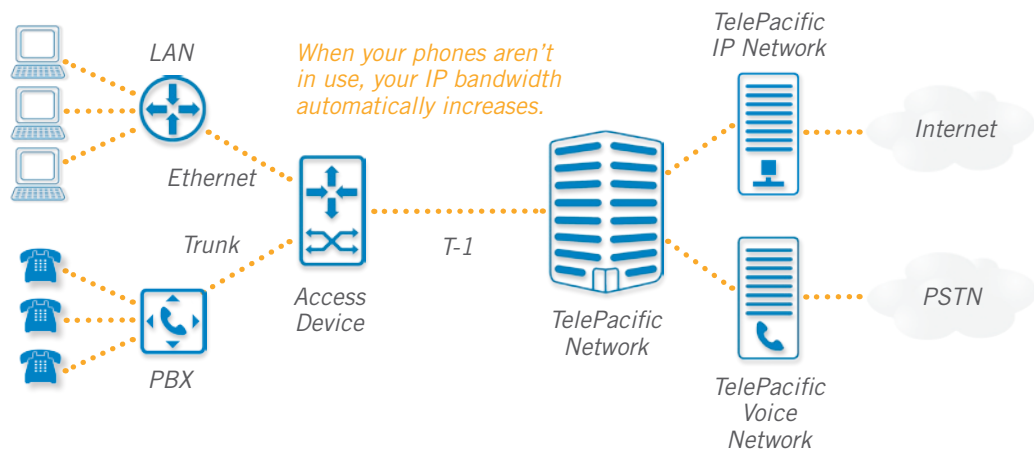 LAN
When your phones aren't
in use, your IP bandwidth
automatically increases.
TelePacific
IP Network
Internet
Ethernet
Trunk
T-1
Access
Device
PBX
TelePacific
Network
PSTN
TelePacific
Voice
Network